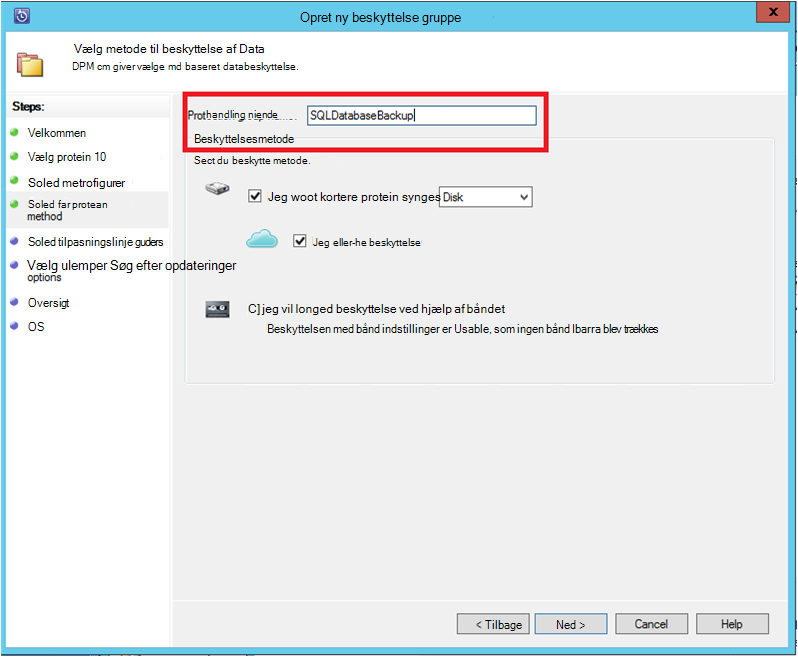 Opret ny beskyttelse gruppe
x
Vælg metode til beskyttelse af Data
DPM cm giver vælge md baseret databeskyttelse.
Steps:
Velkommen
Vælg protein 10
Soled metrofigurer
Soled far protean
method
Soled tilpasningslinje guders
Vælg ulemper Søg efter opdateringer
options
Oversigt
OS
Prothandling niende
SQLDatabaseBackup
Beskyttelsesmetode
Sect du beskytte metode.
Jeg woot kortere protein synges Disk
Jeg eller-he beskyttelse
C] jeg vil longed beskyttelse ved hjælp af båndet
Beskyttelsen med bånd indstillinger er Usable, som ingen bånd Ibarra blev trækkes
< Tilbage
Ned >
Cancel
Help